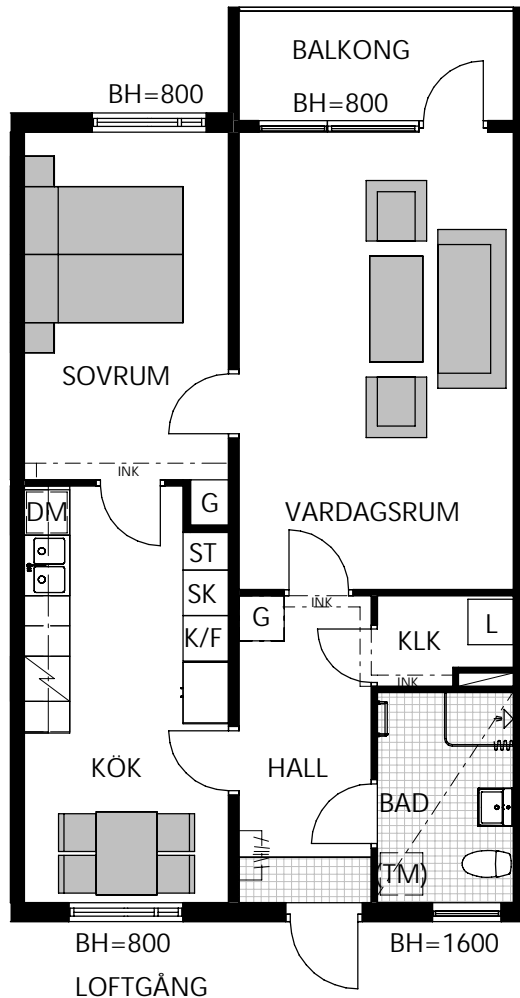 BALKONG
BH=800
BH=800
SOVRUM
INK
DM
G
VARDAGSRUM
ST
SK
INK
G
L
K/F
KLK
INK
KÖK
HALL
BAD
(TM)
BH=800
BH=1600
LOFTGÅNG